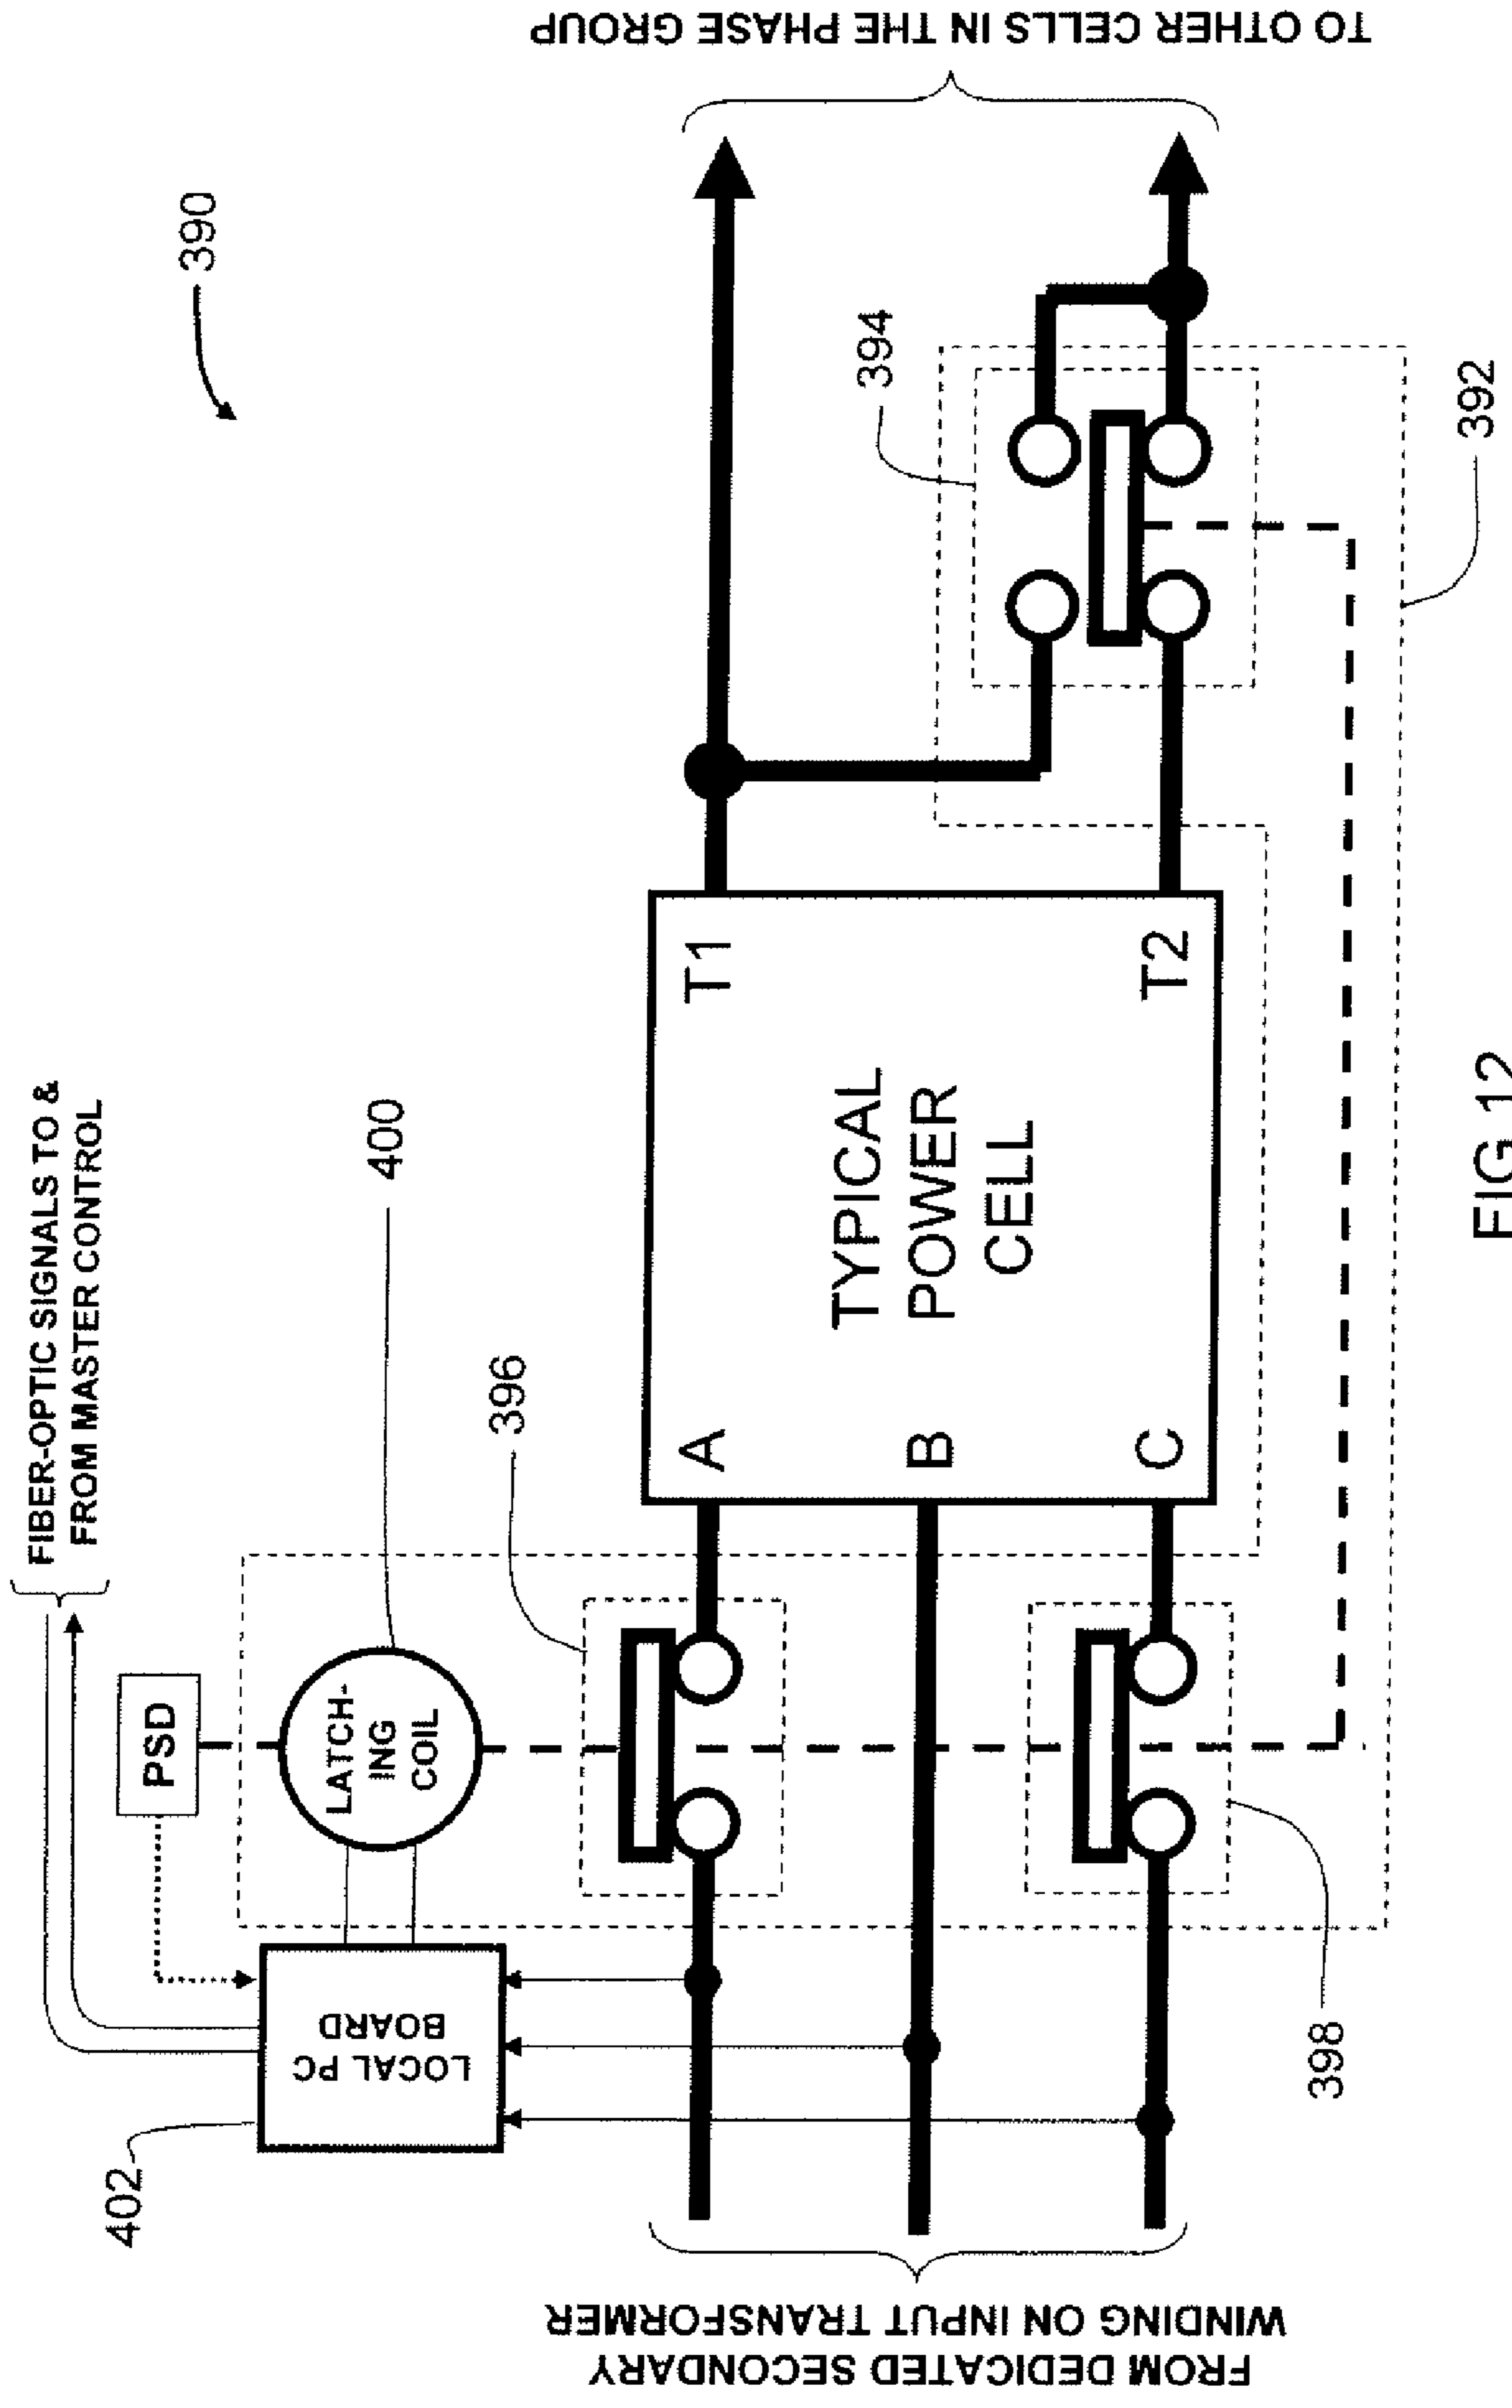 390
FIBER-OPTIC SIGNALS TO &
FROM MASTER CONTROL
PSD
400
LATCH-
ING
COIL
402
LOCAL PC
BOARD
396
394
FROM DEDICATED SECONDARY
WINDING ON INPUT TRANSFORMER
A
B
C
TYPICAL
POWER
CELL
T1
T2
TO OTHER CELLS IN THE PHASE GROUP
398
392
FIG.12